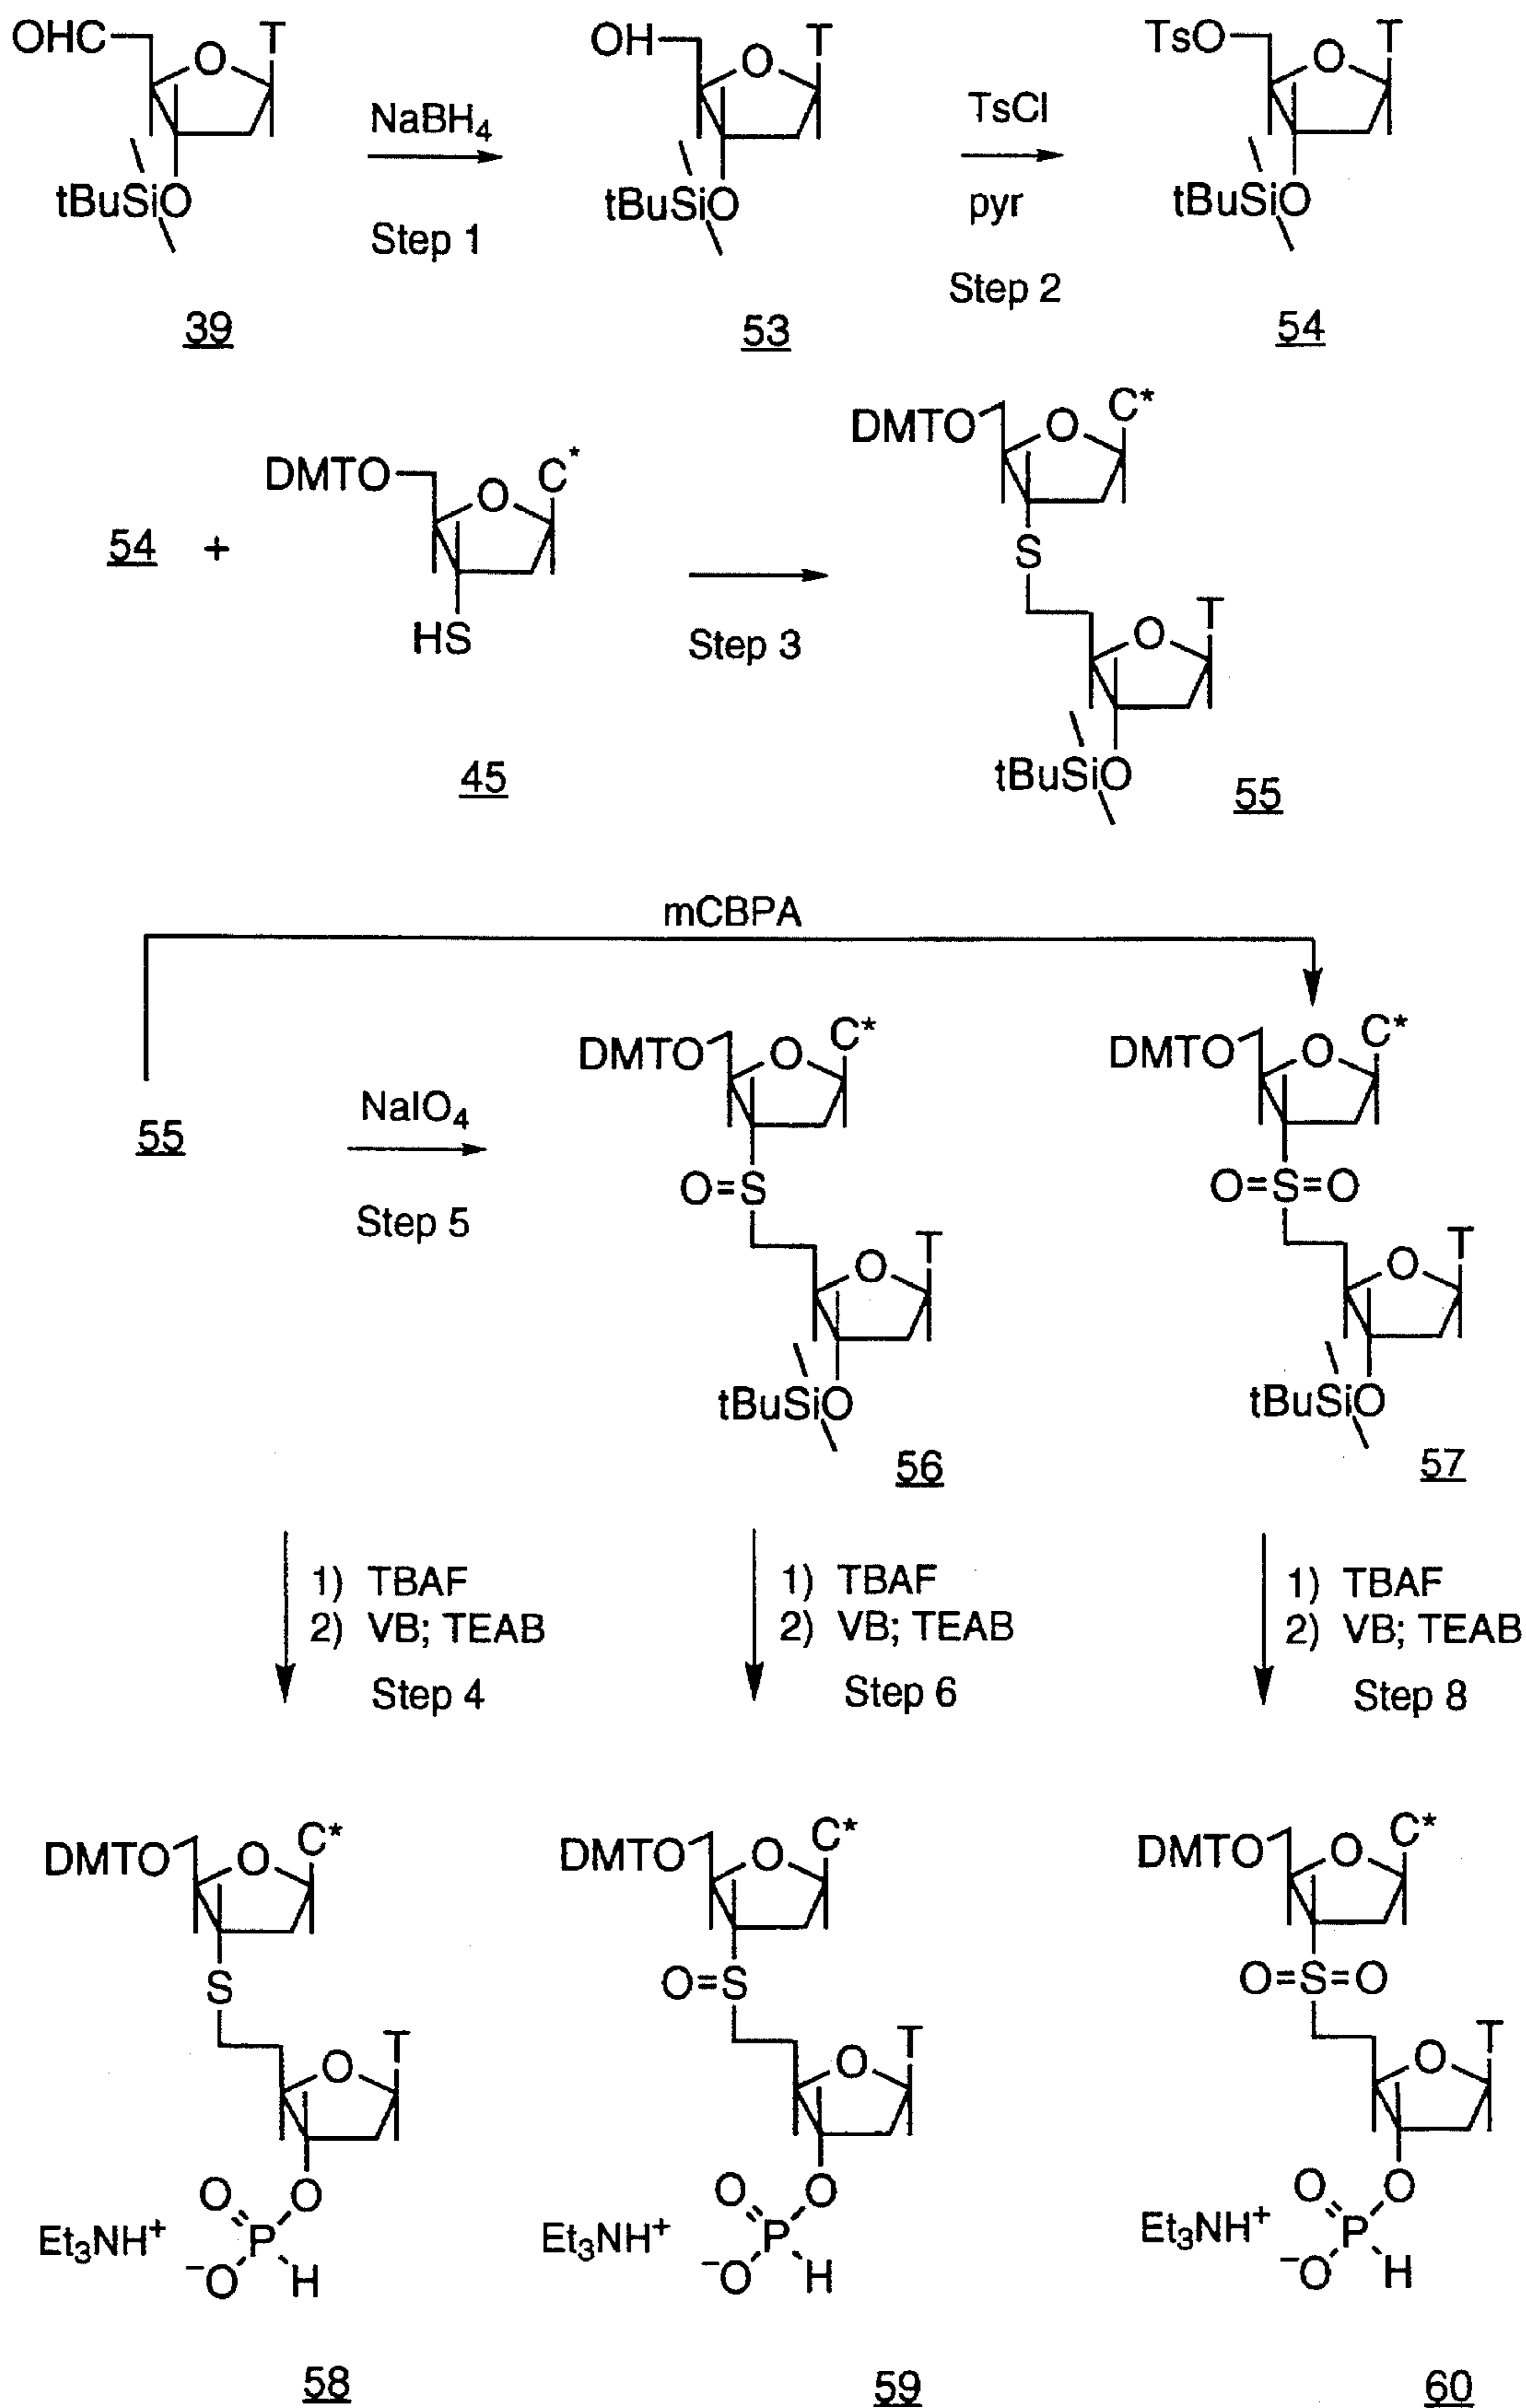 OHC O T
tBuSiO
39
NaBH4
Step 1
OH O T
tBuSiO
53
TsCl
pyr
Step 2
TsO O T
tBuSiO
54
54 +
DMTO O C*
HS
45
Step 3
DMTO O C*
S
O T
tBuSiO
55
mCBPA
55
NaIO4
Step 5
DMTO O C*
O=S
O T
tBuSiO
56
DMTO O C*
O=S=O
O T
tBuSiO
57
1) TBAF
2) VB; TEAB
Step 4
1) TBAF
2) VB; TEAB
Step 6
1) TBAF
2) VB; TEAB
Step 8
DMTO O C*
S
O T
O O
Et3NH+ P
−O H
58
DMTO O C*
O=S
O T
O O
Et3NH+ P
−O H
59
DMTO O C*
O=S=O
O T
O O
Et3NH+ P
−O H
60